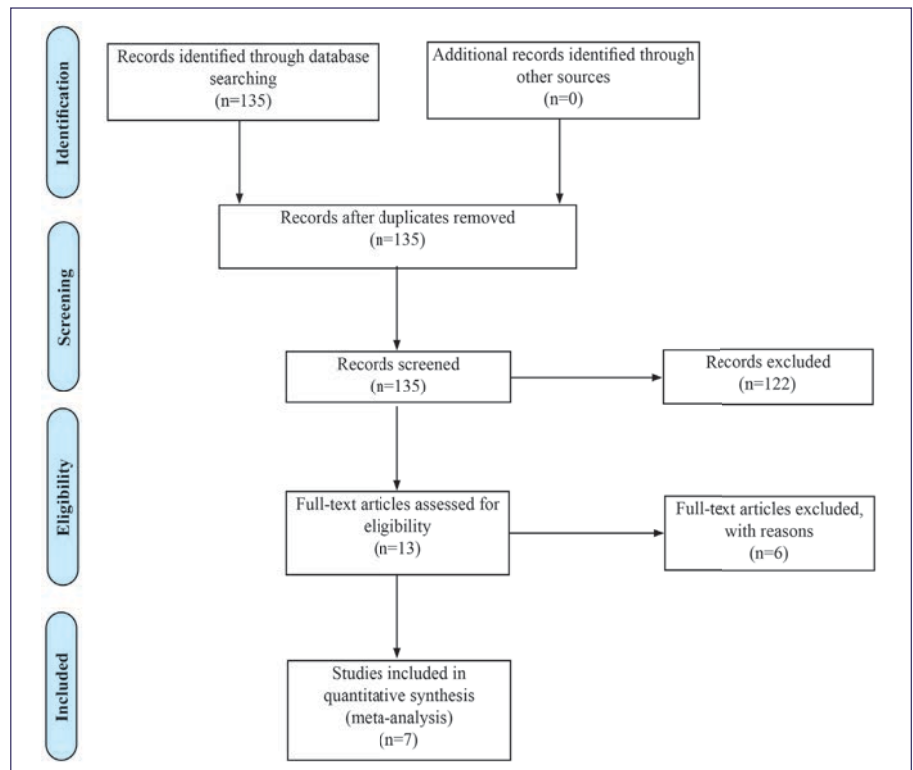 Identification
Records identified through database
searching
(n=135)
Additional records identified through
other sources
(n=0)
Screening
Records after duplicates removed
(n=135)
Records screened
(n=135)
Records excluded
(n=122)
Eligibility
Full-text articles assessed for
eligibility
(n=13)
Full-text articles excluded,
with reasons
(n=6)
Included
Studies included in
quantitative synthesis
(meta-analysis)
(n=7)